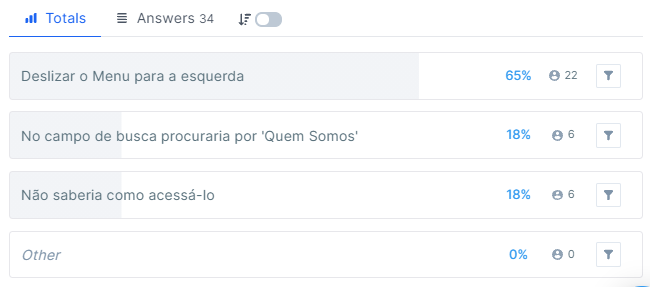 Totals Answers 34
Deslizar o Menu para a esquerda 65% 22
No campo de busca procuraria por 'Quem Somos' 18% 6
Não saberia como acessá-lo 18% 6
Other 0% 0